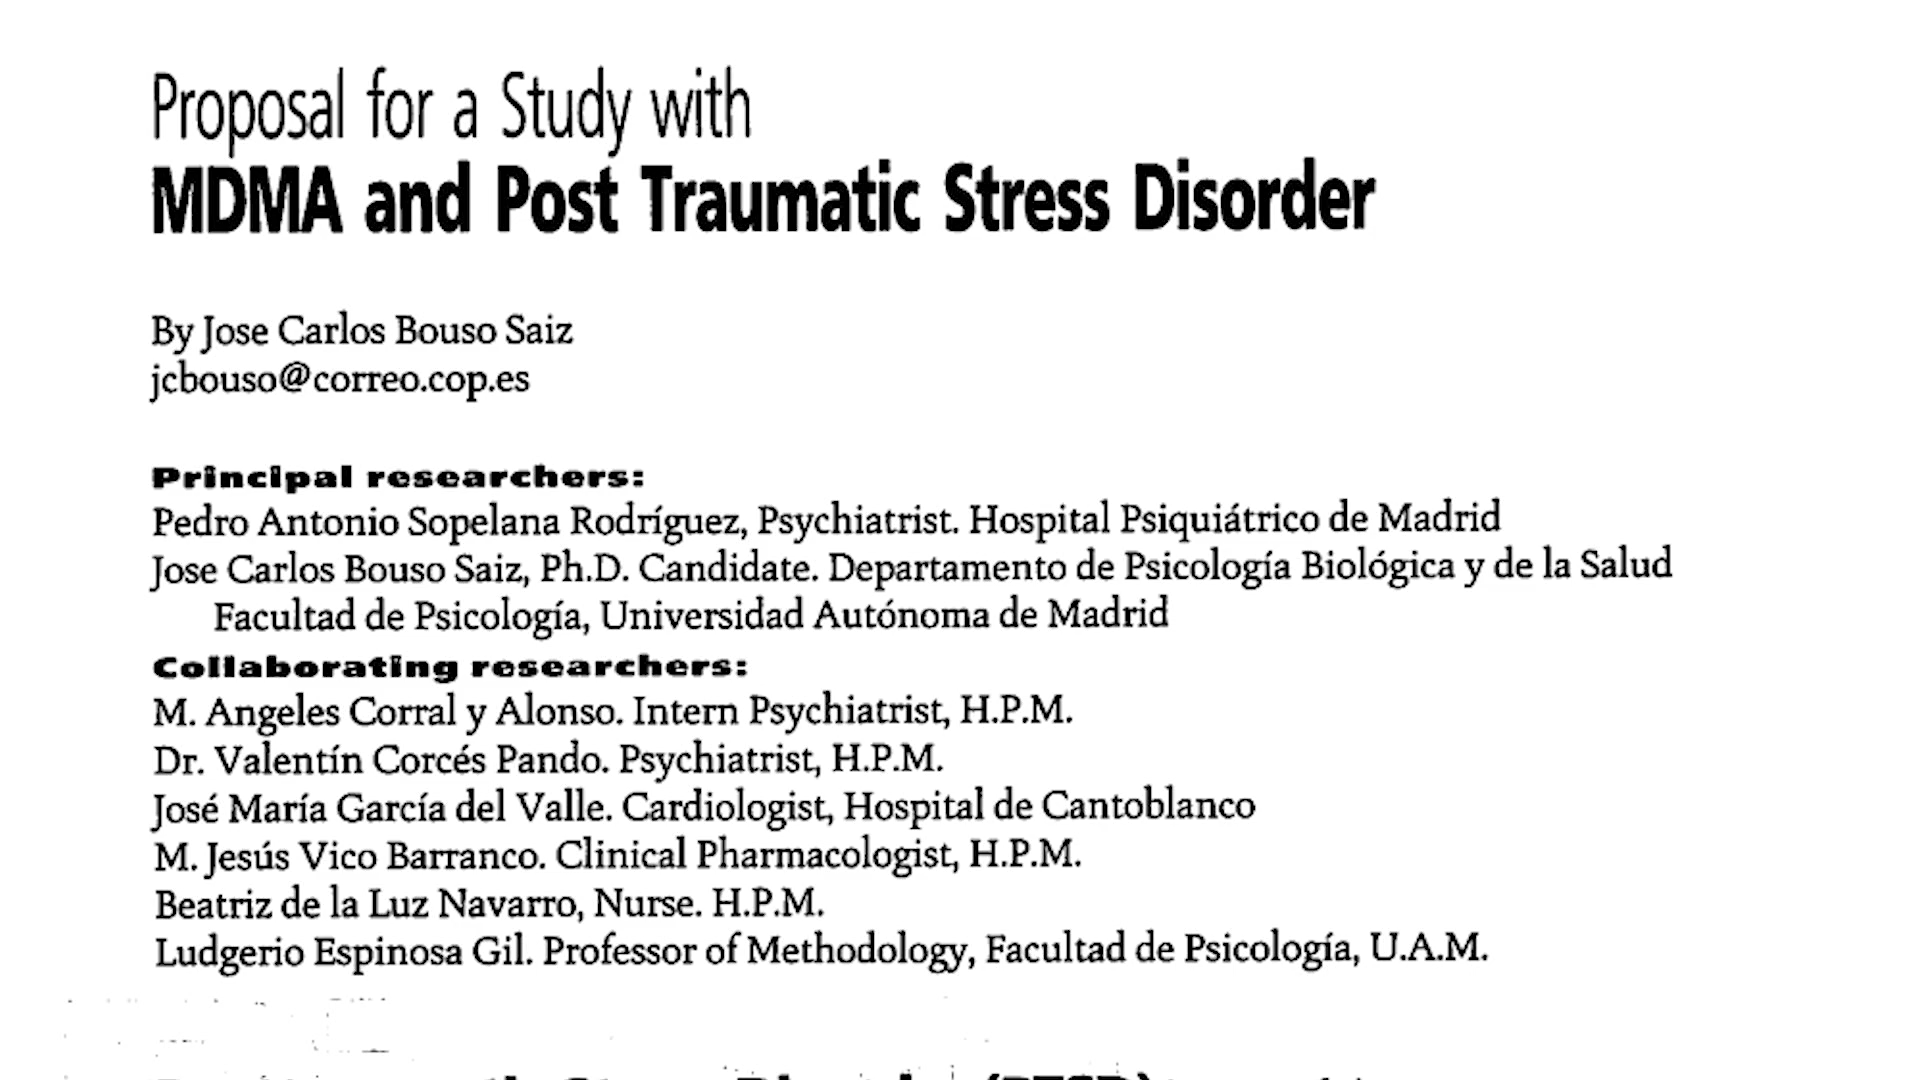 Proposal for a Study with
MDMA and Post Traumatic Stress Disorder
By Jose Carlos Bouso Saiz
jcbouso@correo.cop.es
Principal researchers:
Pedro Antonio Sopelana Rodríguez, Psychiatrist. Hospital Psiquiátrico de Madrid
Jose Carlos Bouso Saiz, Ph.D. Candidate. Departamento de Psicología Biológica y de la Salud
Facultad de Psicología, Universidad Autónoma de Madrid
Collaborating researchers:
M. Angeles Corral y Alonso. Intern Psychiatrist, H.P.M.
Dr. Valentín Corcés Pando. Psychiatrist, H.P.M.
José María García del Valle. Cardiologist, Hospital de Cantoblanco
M. Jesús Vico Barranco. Clinical Pharmacologist, H.P.M.
Beatriz de la Luz Navarro, Nurse. H.P.M.
Ludgerio Espinosa Gil. Professor of Methodology, Facultad de Psicología, U.A.M.